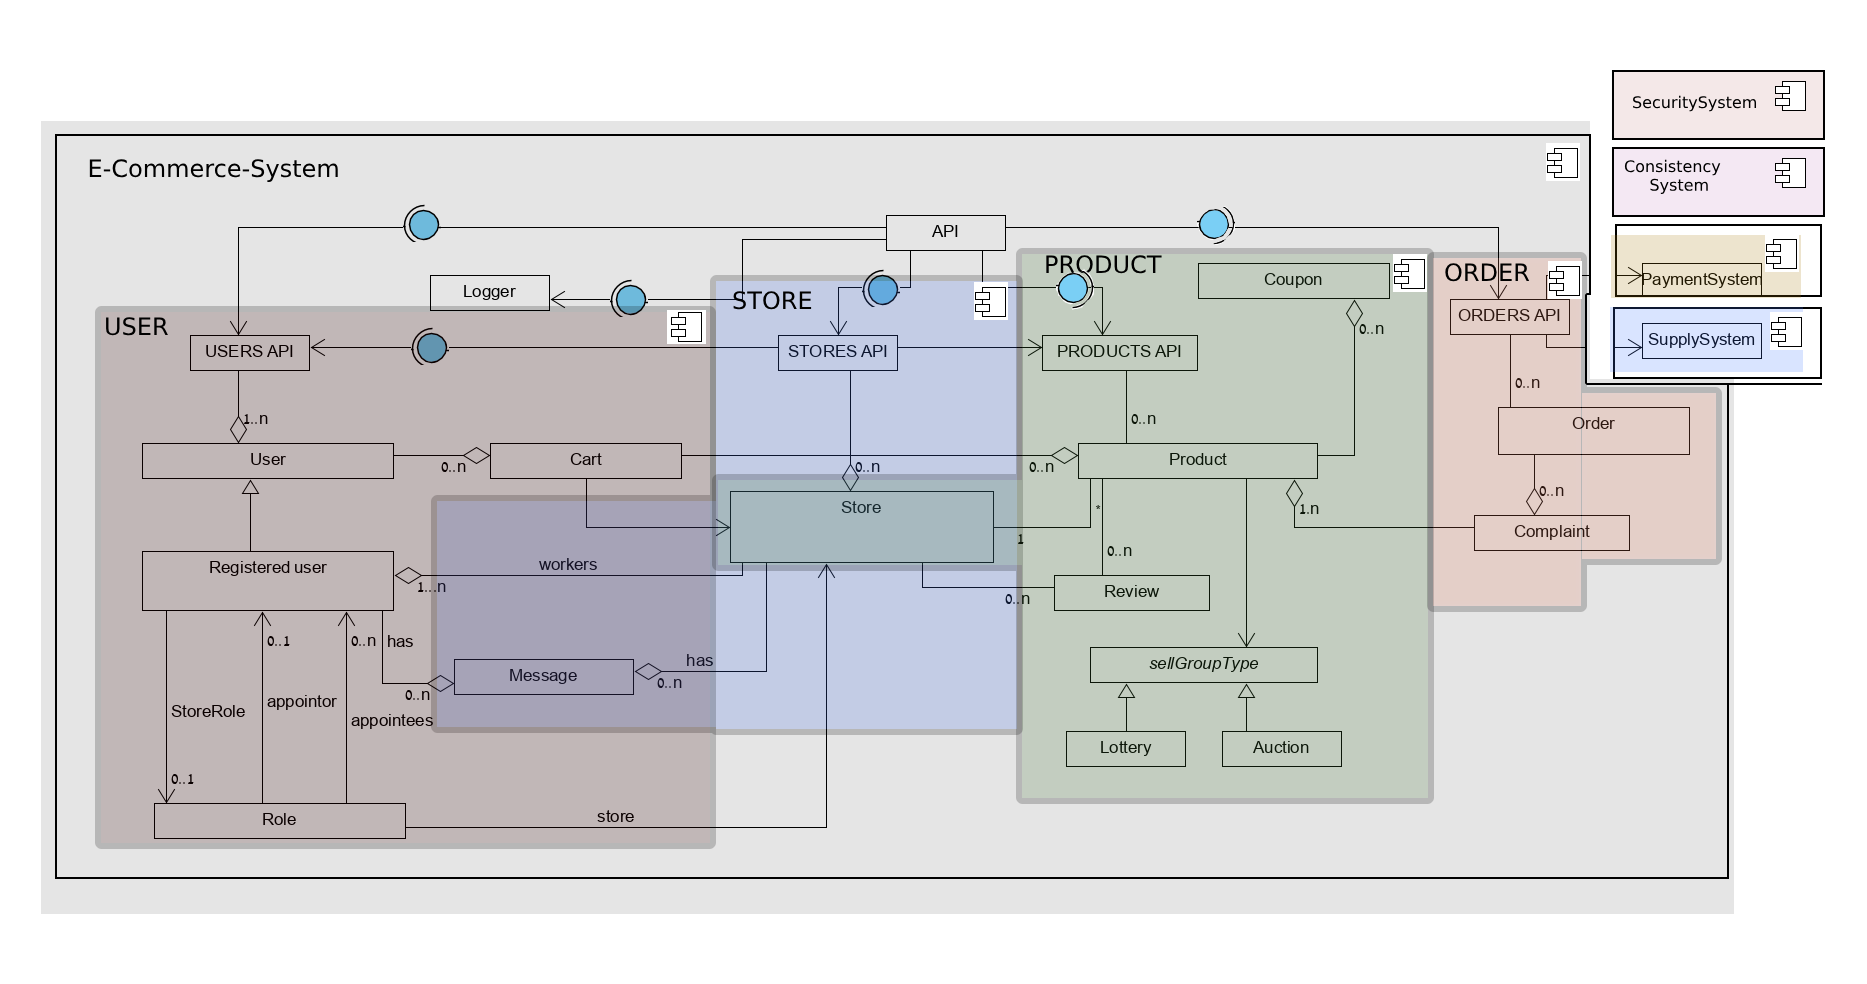 SecuritySystem
E-Commerce-System
Consistency
System
API
PRODUCT
ORDER
Coupon
PaymentSystem
Logger
STORE
USER
0..n
ORDERS API
USERS API
STORES API
PRODUCTS API
SupplySystem
0..n
1..n
0..n
Order
User
0..n
Cart
0..n
0..n
Product
0..n
Store
*
1.n
Complaint
1
0..n
Registered user
workers
1...n
Review
0..n
0..1
0..n
has
has
0..n
sellGroupType
Message
0..n
StoreRole
appointor
appointees
Lottery
Auction
0..1
Role
store